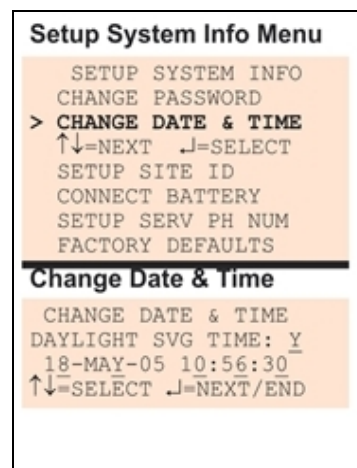 Setup System Info Menu
SETUP SYSTEM INFO
CHANGE PASSWORD
> CHANGE DATE & TIME
↑↓=NEXT ↵=SELECT
SETUP SITE ID
CONNECT BATTERY
SETUP SERV PH NUM
FACTORY DEFAULTS
Change Date & Time
CHANGE DATE & TIME
DAYLIGHT SVG TIME: Y
18-MAY-05 10:56:30
↑↓=SELECT ↵=NEXT/END